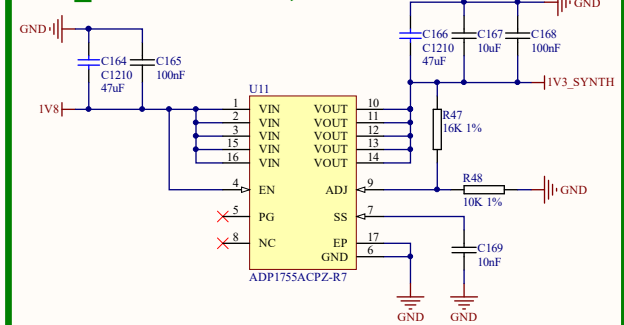 GND
GND
C164
C1210
47uF
C165
100nF
C166
C1210
47uF
C167
10uF
C168
100nF
1V8
1V3_SYNTH
U11
1 VIN VOUT 10
2 VIN VOUT 11
3 VIN VOUT 12
15 VIN VOUT 13
16 VIN VOUT 14
4 EN ADJ 9
5 PG SS 7
8 NC EP 17
GND 6
ADP1755ACPZ-R7
R47
16K 1%
R48
10K 1%
GND
C169
10nF
GND
GND